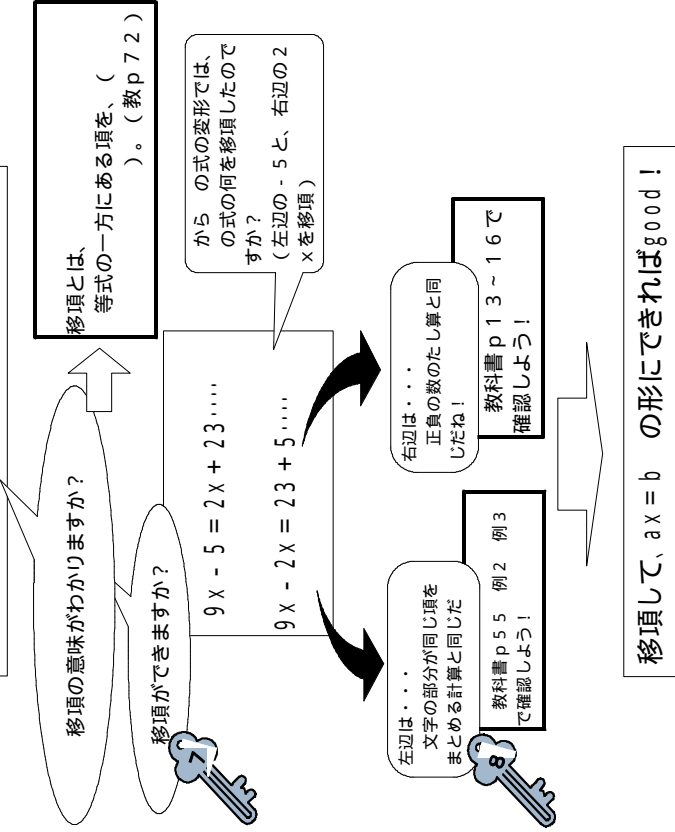 移項の意味がわかりますか?
移項とは、
等式の一方にある項を、(
)。(教p72)
移項ができますか?
7
9x - 5 = 2x + 23‥‥
9x - 2x = 23 + 5‥‥
から の式の変形では、
の式の何を移項したので
すか?
(左辺の - 5と、右辺の2
xを移項)
左辺は・・・
文字の部分が同じ項を
まとめる計算と同じだ
教科書p55 例2 例3
で確認しよう!
8
右辺は・・・
正負の数のたし算と同
じだね!
教科書p13~16で
確認しよう!
移項して、ax = b の形にできればgood!